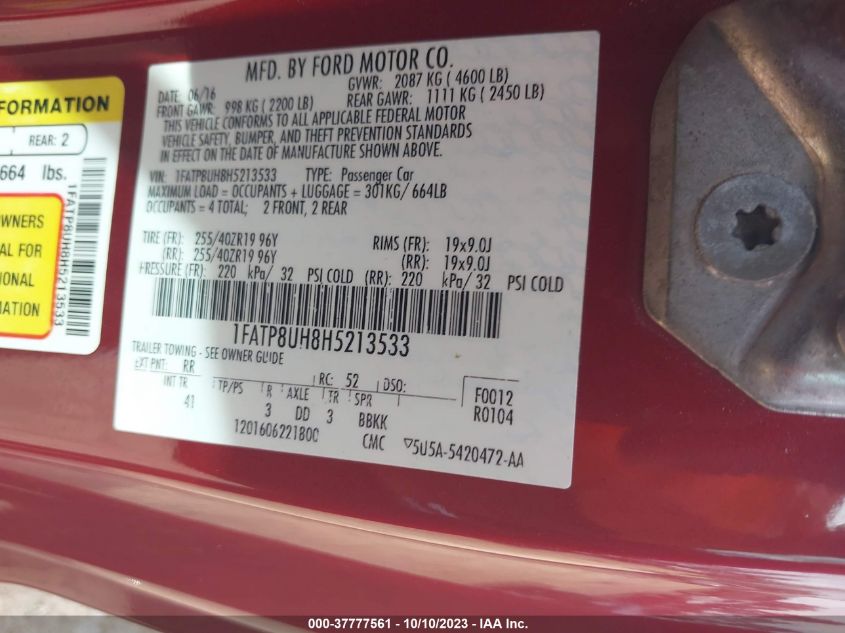 FORMATION
REAR: 2
664 lbs.
WNERS
AL FOR
IONAL
MATION
1FATP8UH8H5213533
MFD. BY FORD MOTOR CO.
DATE: 06/16 GVWR: 2087 KG ( 4600 LB)
FRONT GAWR: 998 KG ( 2200 LB) REAR GAWR: 1111 KG ( 2450 LB)
THIS VEHICLE CONFORMS TO ALL APPLICABLE FEDERAL MOTOR
VEHICLE SAFETY, BUMPER, AND THEFT PREVENTION STANDARDS
IN EFFECT ON THE DATE OF MANUFACTURE SHOWN ABOVE.
VIN: 1FATP8UH8H5213533 TYPE: Passenger Car
MAXIMUM LOAD = OCCUPANTS + LUGGAGE = 301KG/ 664LB
OCCUPANTS = 4 TOTAL; 2 FRONT, 2 REAR
TIRE (FR): 255/40ZR19 96Y RIMS (FR): 19x9.0J
(RR): 255/40ZR19 96Y (RR): 19x9.0J
PRESSURE (FR): 220 kPa/ 32 PSI COLD (RR): 220 kPa/ 32 PSI COLD
1FATP8UH8H5213533
TRAILER TOWING - SEE OWNER GUIDE
EXT PNT: RR RC: 52 DSO:
INT TR TP/PS R AXLE TR SPR F0012
41 3 DD 3 BBKK R0104
1201606221800 CMC ▽5U5A-5420472-AA
000-37777561 - 10/10/2023 - IAA Inc.